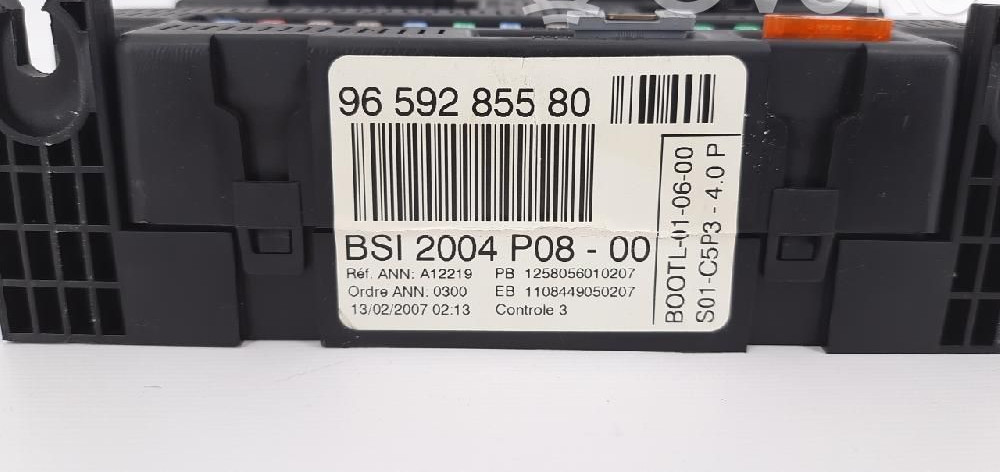 96 592 855 80
BSI 2004 P08 - 00
Réf. ANN: A12219 PB 1258056010207
Ordre ANN: 0300 EB 1108449050207
13/02/2007 02:13 Controle 3
BOOTL-01-06-00
S01-C5P3 - 4.0 P